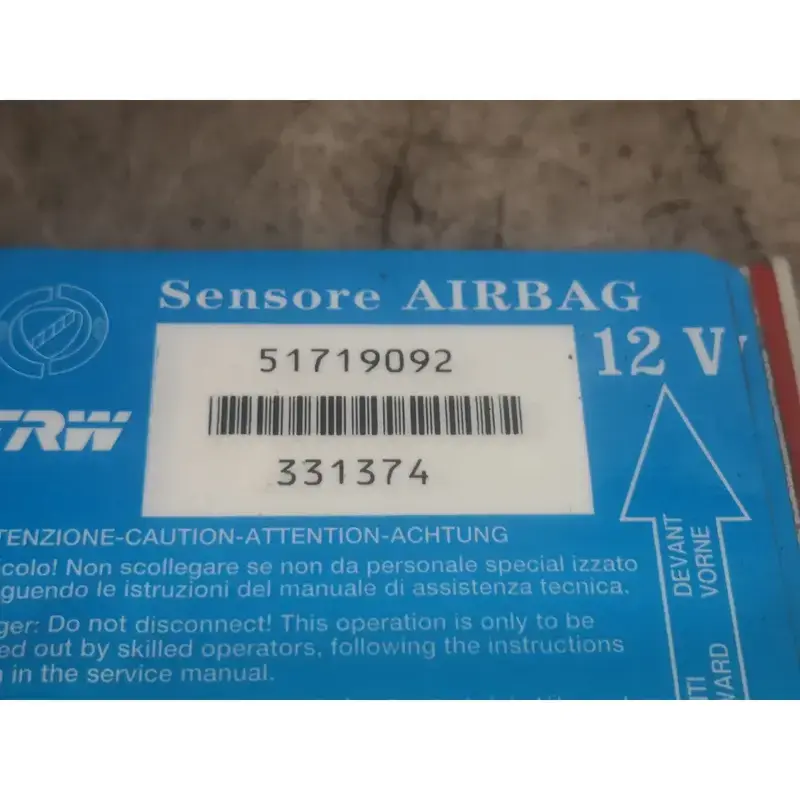 Sensore AIRBAG
51719092
12 V
TRW
331374
TENZIONE-CAUTION-ATTENTION-ACHTUNG
colo! Non scollegare se non da personale special izzato
guendo le istruzioni del manuale di assistenza tecnica.
ger: Do not disconnect! This operation is only to be
ed out by skilled operators, following the instructions
in the service manual.
DEVANT
VORNE